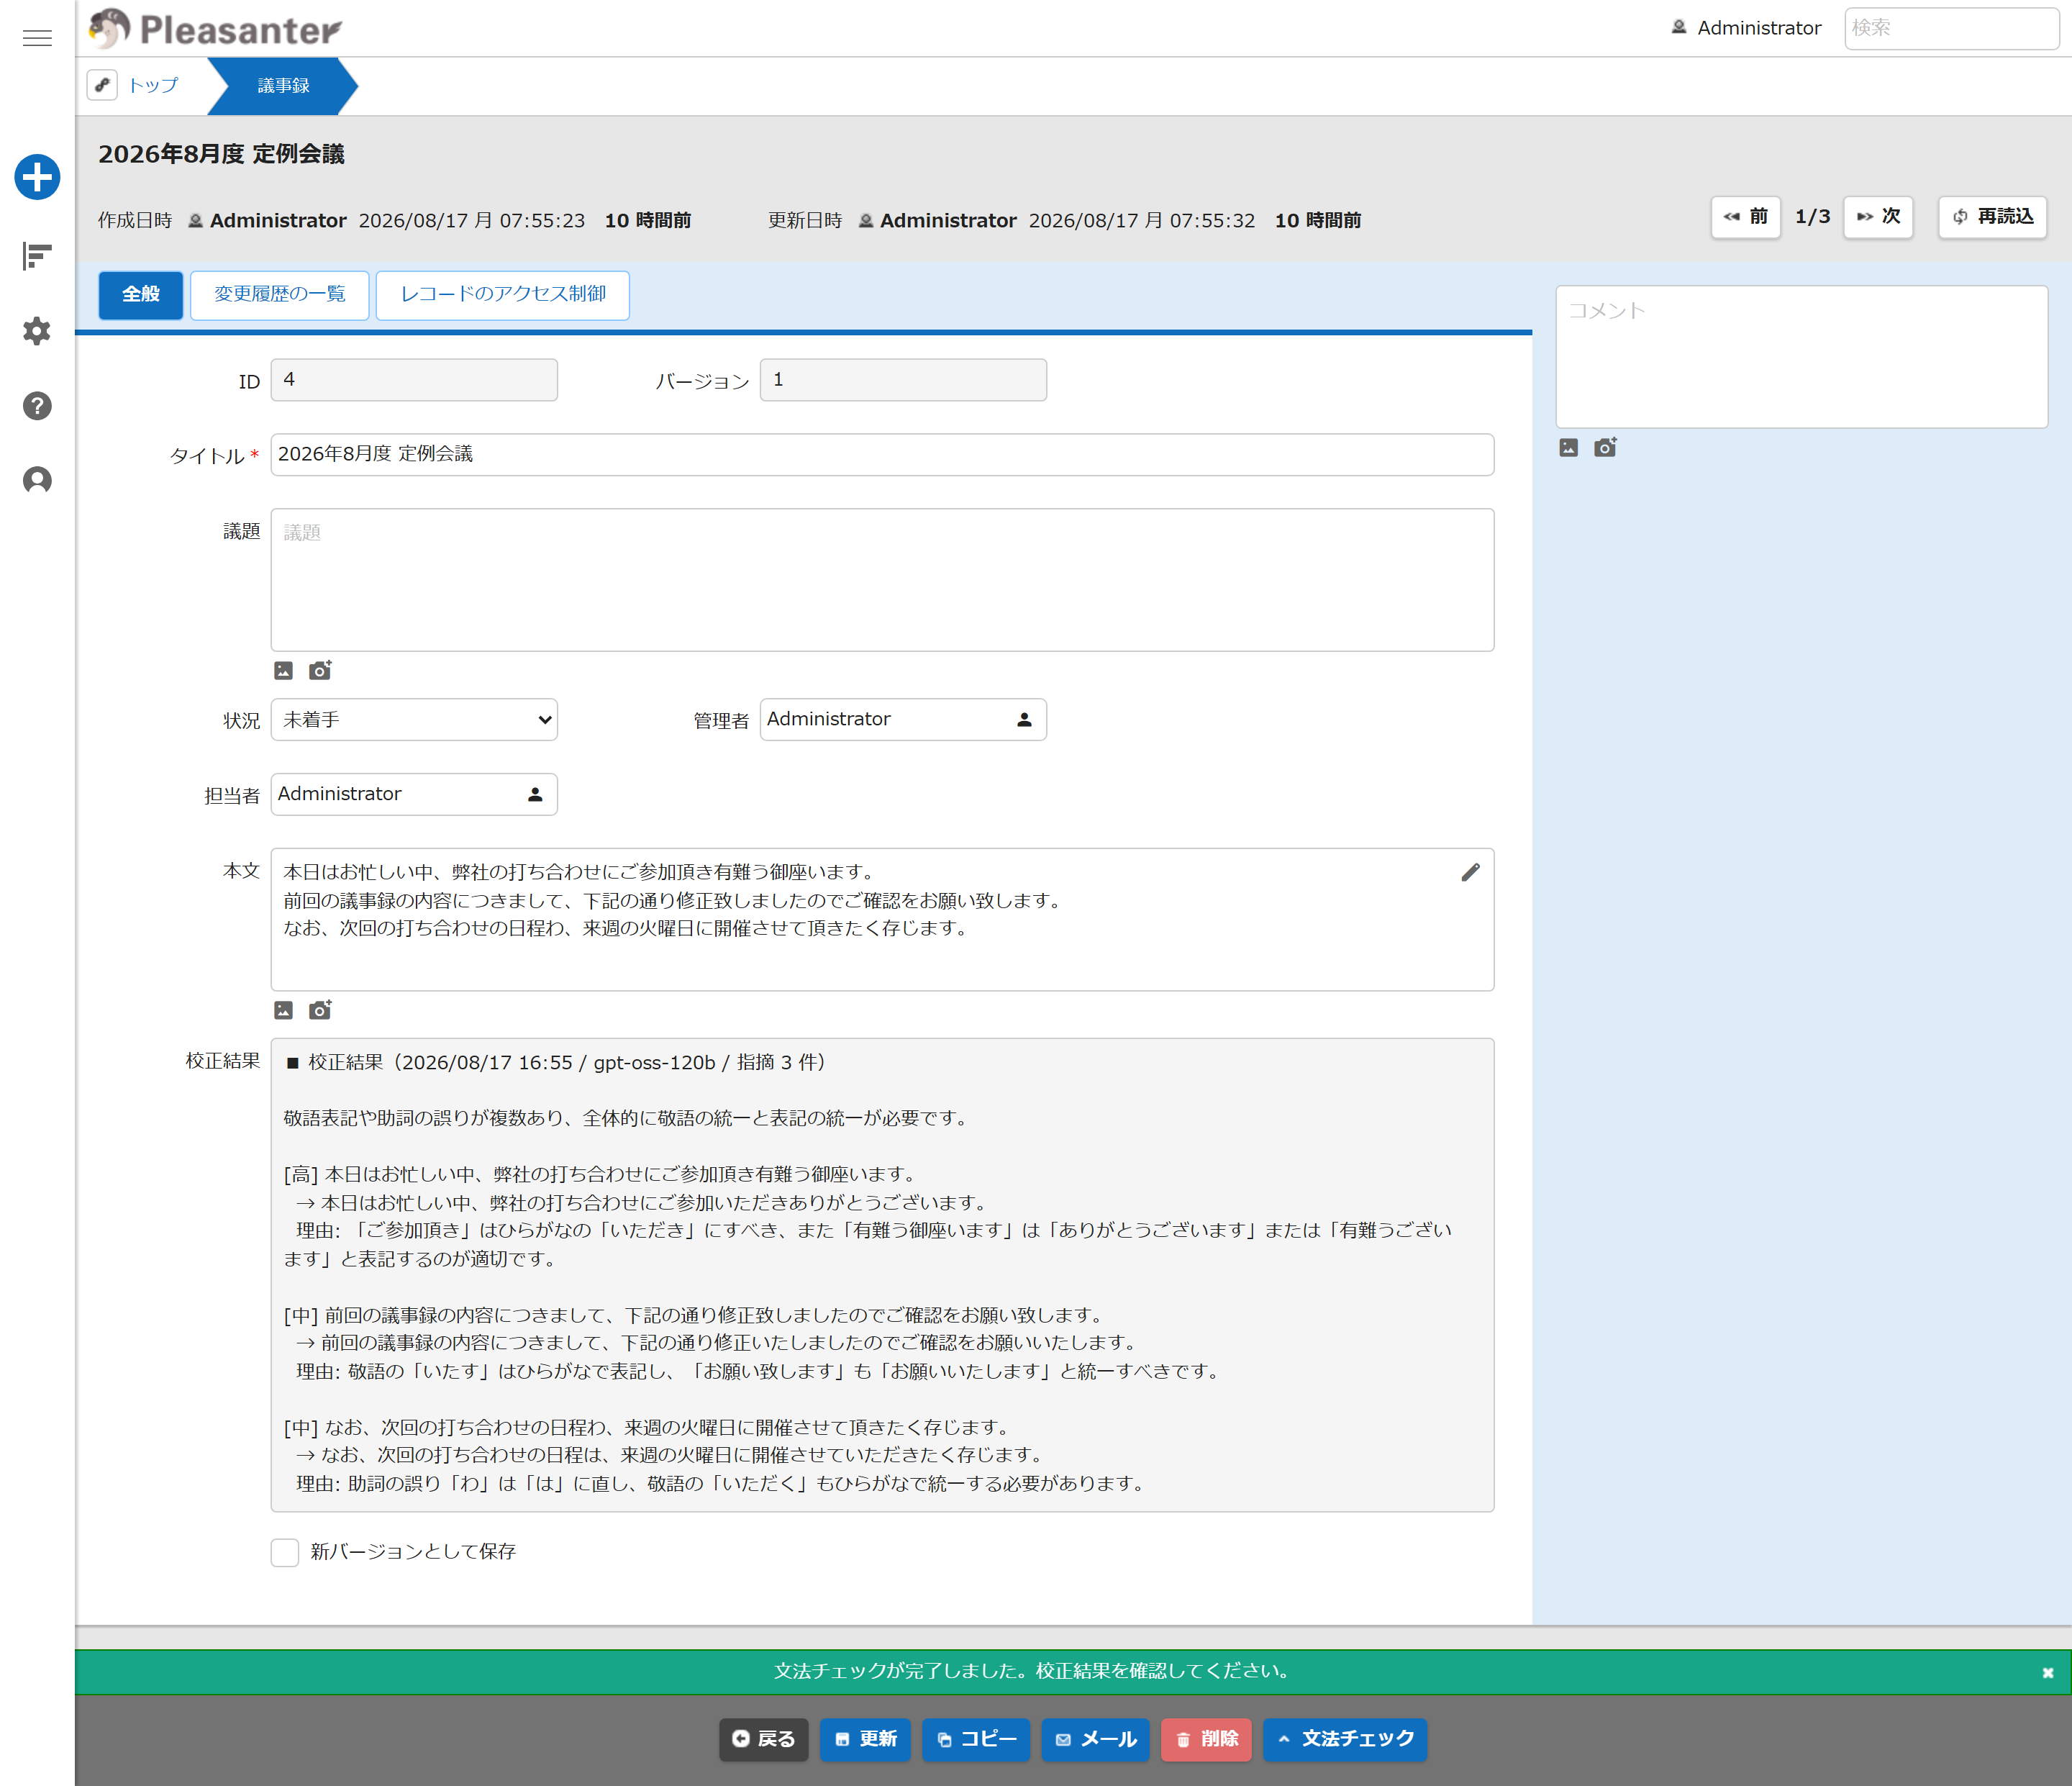 Pleasanter
Administrator
検索
トップ
議事録
2026年8月度 定例会議
作成日時 Administrator 2026/08/17 月 07:55:23 10 時間前 更新日時 Administrator 2026/08/17 月 07:55:32 10 時間前
前 1/3 次 再読込
全般 変更履歴の一覧 レコードのアクセス制御
コメント
ID 4 バージョン 1
タイトル* 2026年8月度 定例会議
議題 議題
状況 未着手 管理者 Administrator
担当者 Administrator
本文 本日はお忙しい中、弊社の打ち合わせにご参加頂き有難う御座います。
前回の議事録の内容につきまして、下記の通り修正致しましたのでご確認をお願い致します。
なお、次回の打ち合わせの日程わ、来週の火曜日に開催させて頂きたく存じます。
校正結果 ■ 校正結果（2026/08/17 16:55 / gpt-oss-120b / 指摘 3 件）
敬語表記や助詞の誤りが複数あり、全体的に敬語の統一と表記の統一が必要です。
[高] 本日はお忙しい中、弊社の打ち合わせにご参加頂き有難う御座います。
→ 本日はお忙しい中、弊社の打ち合わせにご参加いただきありがとうございます。
理由: 「ご参加頂き」はひらがなの「いただき」にすべき、また「有難う御座います」は「ありがとうございます」または「有難うござい
ます」と表記するのが適切です。
[中] 前回の議事録の内容につきまして、下記の通り修正致しましたのでご確認をお願い致します。
→ 前回の議事録の内容につきまして、下記の通り修正いたしましたのでご確認をお願いいたします。
理由: 敬語の「いたす」はひらがなで表記し、「お願い致します」も「お願いいたします」と統一すべきです。
[中] なお、次回の打ち合わせの日程わ、来週の火曜日に開催させて頂きたく存じます。
→ なお、次回の打ち合わせの日程は、来週の火曜日に開催させていただきたく存じます。
理由: 助詞の誤り「わ」は「は」に直し、敬語の「いただく」もひらがなで統一する必要があります。
新バージョンとして保存
文法チェックが完了しました。校正結果を確認してください。
戻る 更新 コピー メール 削除 文法チェック